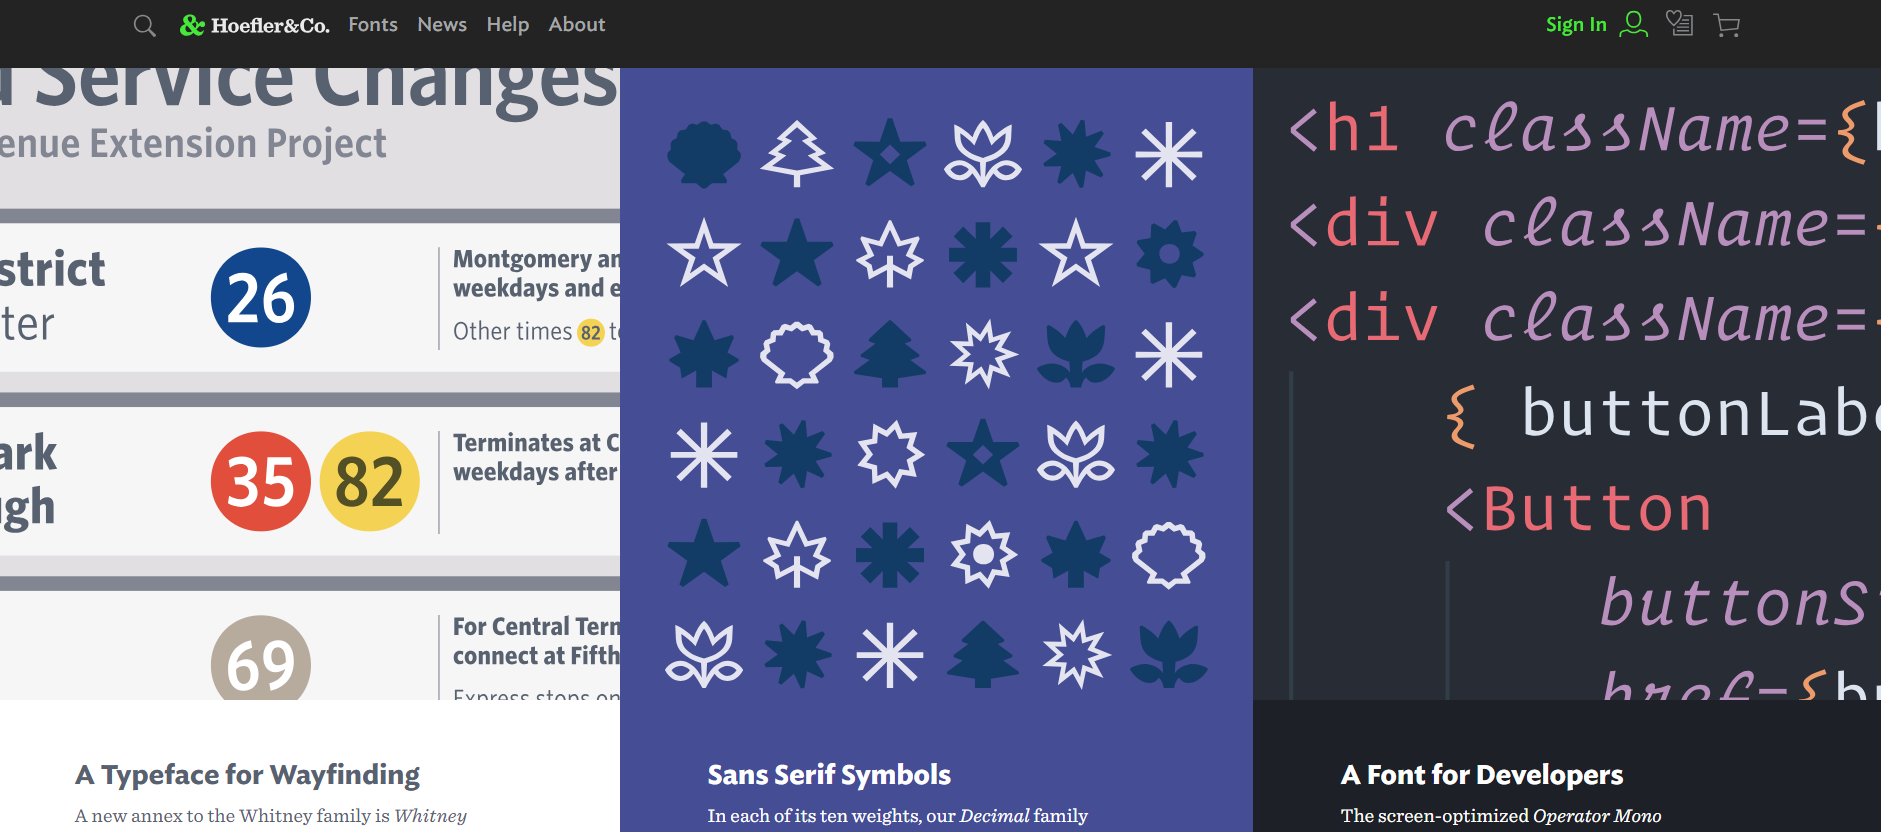 & Hoefler&Co. Fonts News Help About
Sign In
Service Changes
enue Extension Project
strict
ter
26
Montgomery an
weekdays and e
Other times 82 to
ark
ugh
35 82
Terminates at C
weekdays after
69
For Central Tern
connect at Fifth
Express stops on
<h1 className={
<div className=
<div className=
{ buttonLab
<Button
buttonS
href={b
A Typeface for Wayfinding
A new annex to the Whitney family is Whitney
Sans Serif Symbols
In each of its ten weights, our Decimal family
A Font for Developers
The screen-optimized Operator Mono